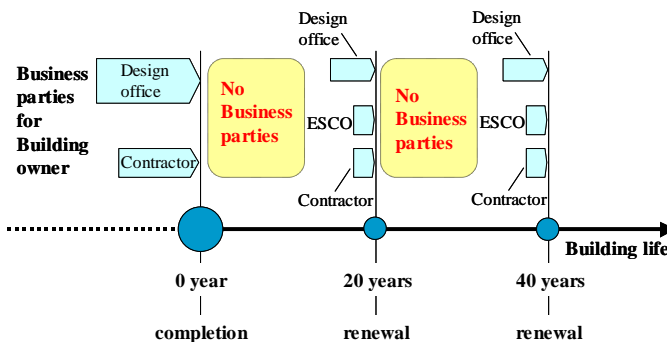 Business
parties
for
Building
owner
Design
office
Contractor
No
Business
parties
Design
office
ESCO
Contractor
No
Business
parties
Design
office
ESCO
Contractor
Building life
0 year
20 years
40 years
completion
renewal
renewal